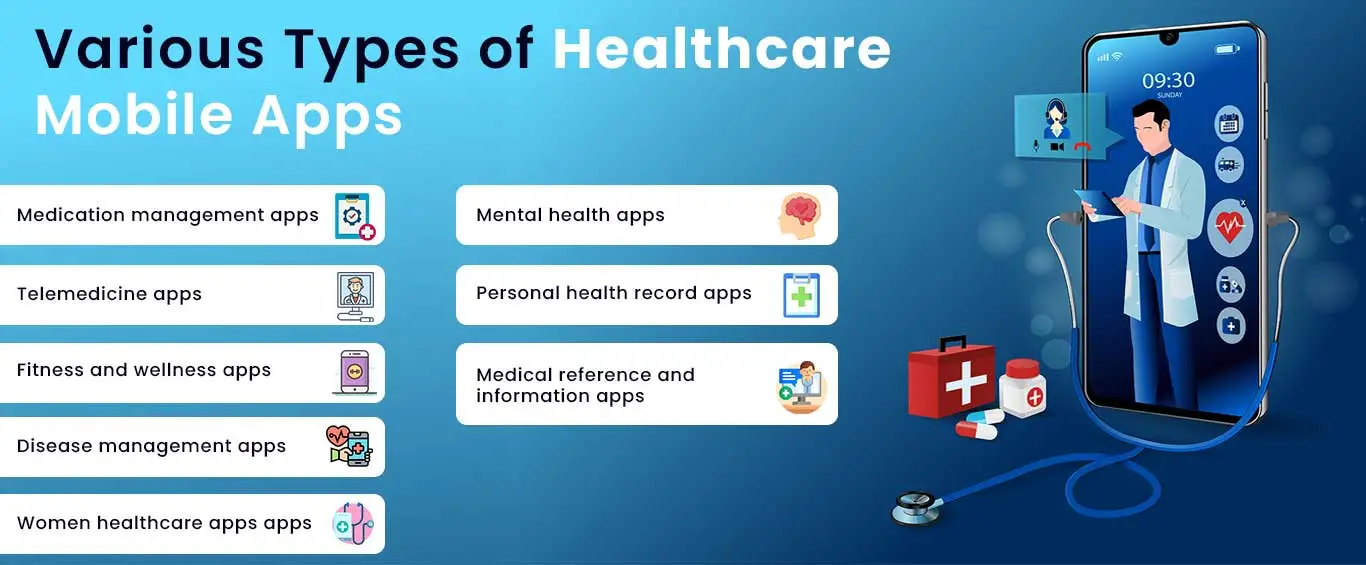 Various Types of Healthcare
Mobile Apps
Medication management apps
Telemedicine apps
Fitness and wellness apps
Disease management apps
Women healthcare apps apps
Mental health apps
Personal health record apps
Medical reference and
information apps
09:30
SUNDAY
X